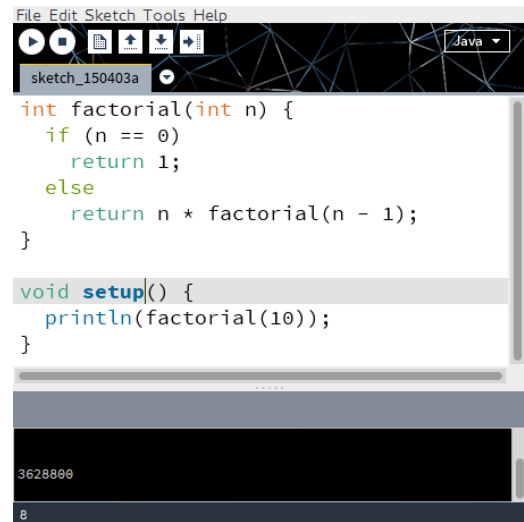 File Edit Sketch Tools Help
Java
sketch_150403a
int factorial(int n) {
  if (n == 0)
    return 1;
  else
    return n * factorial(n - 1);
}

void setup() {
  println(factorial(10));
}
3628800
8